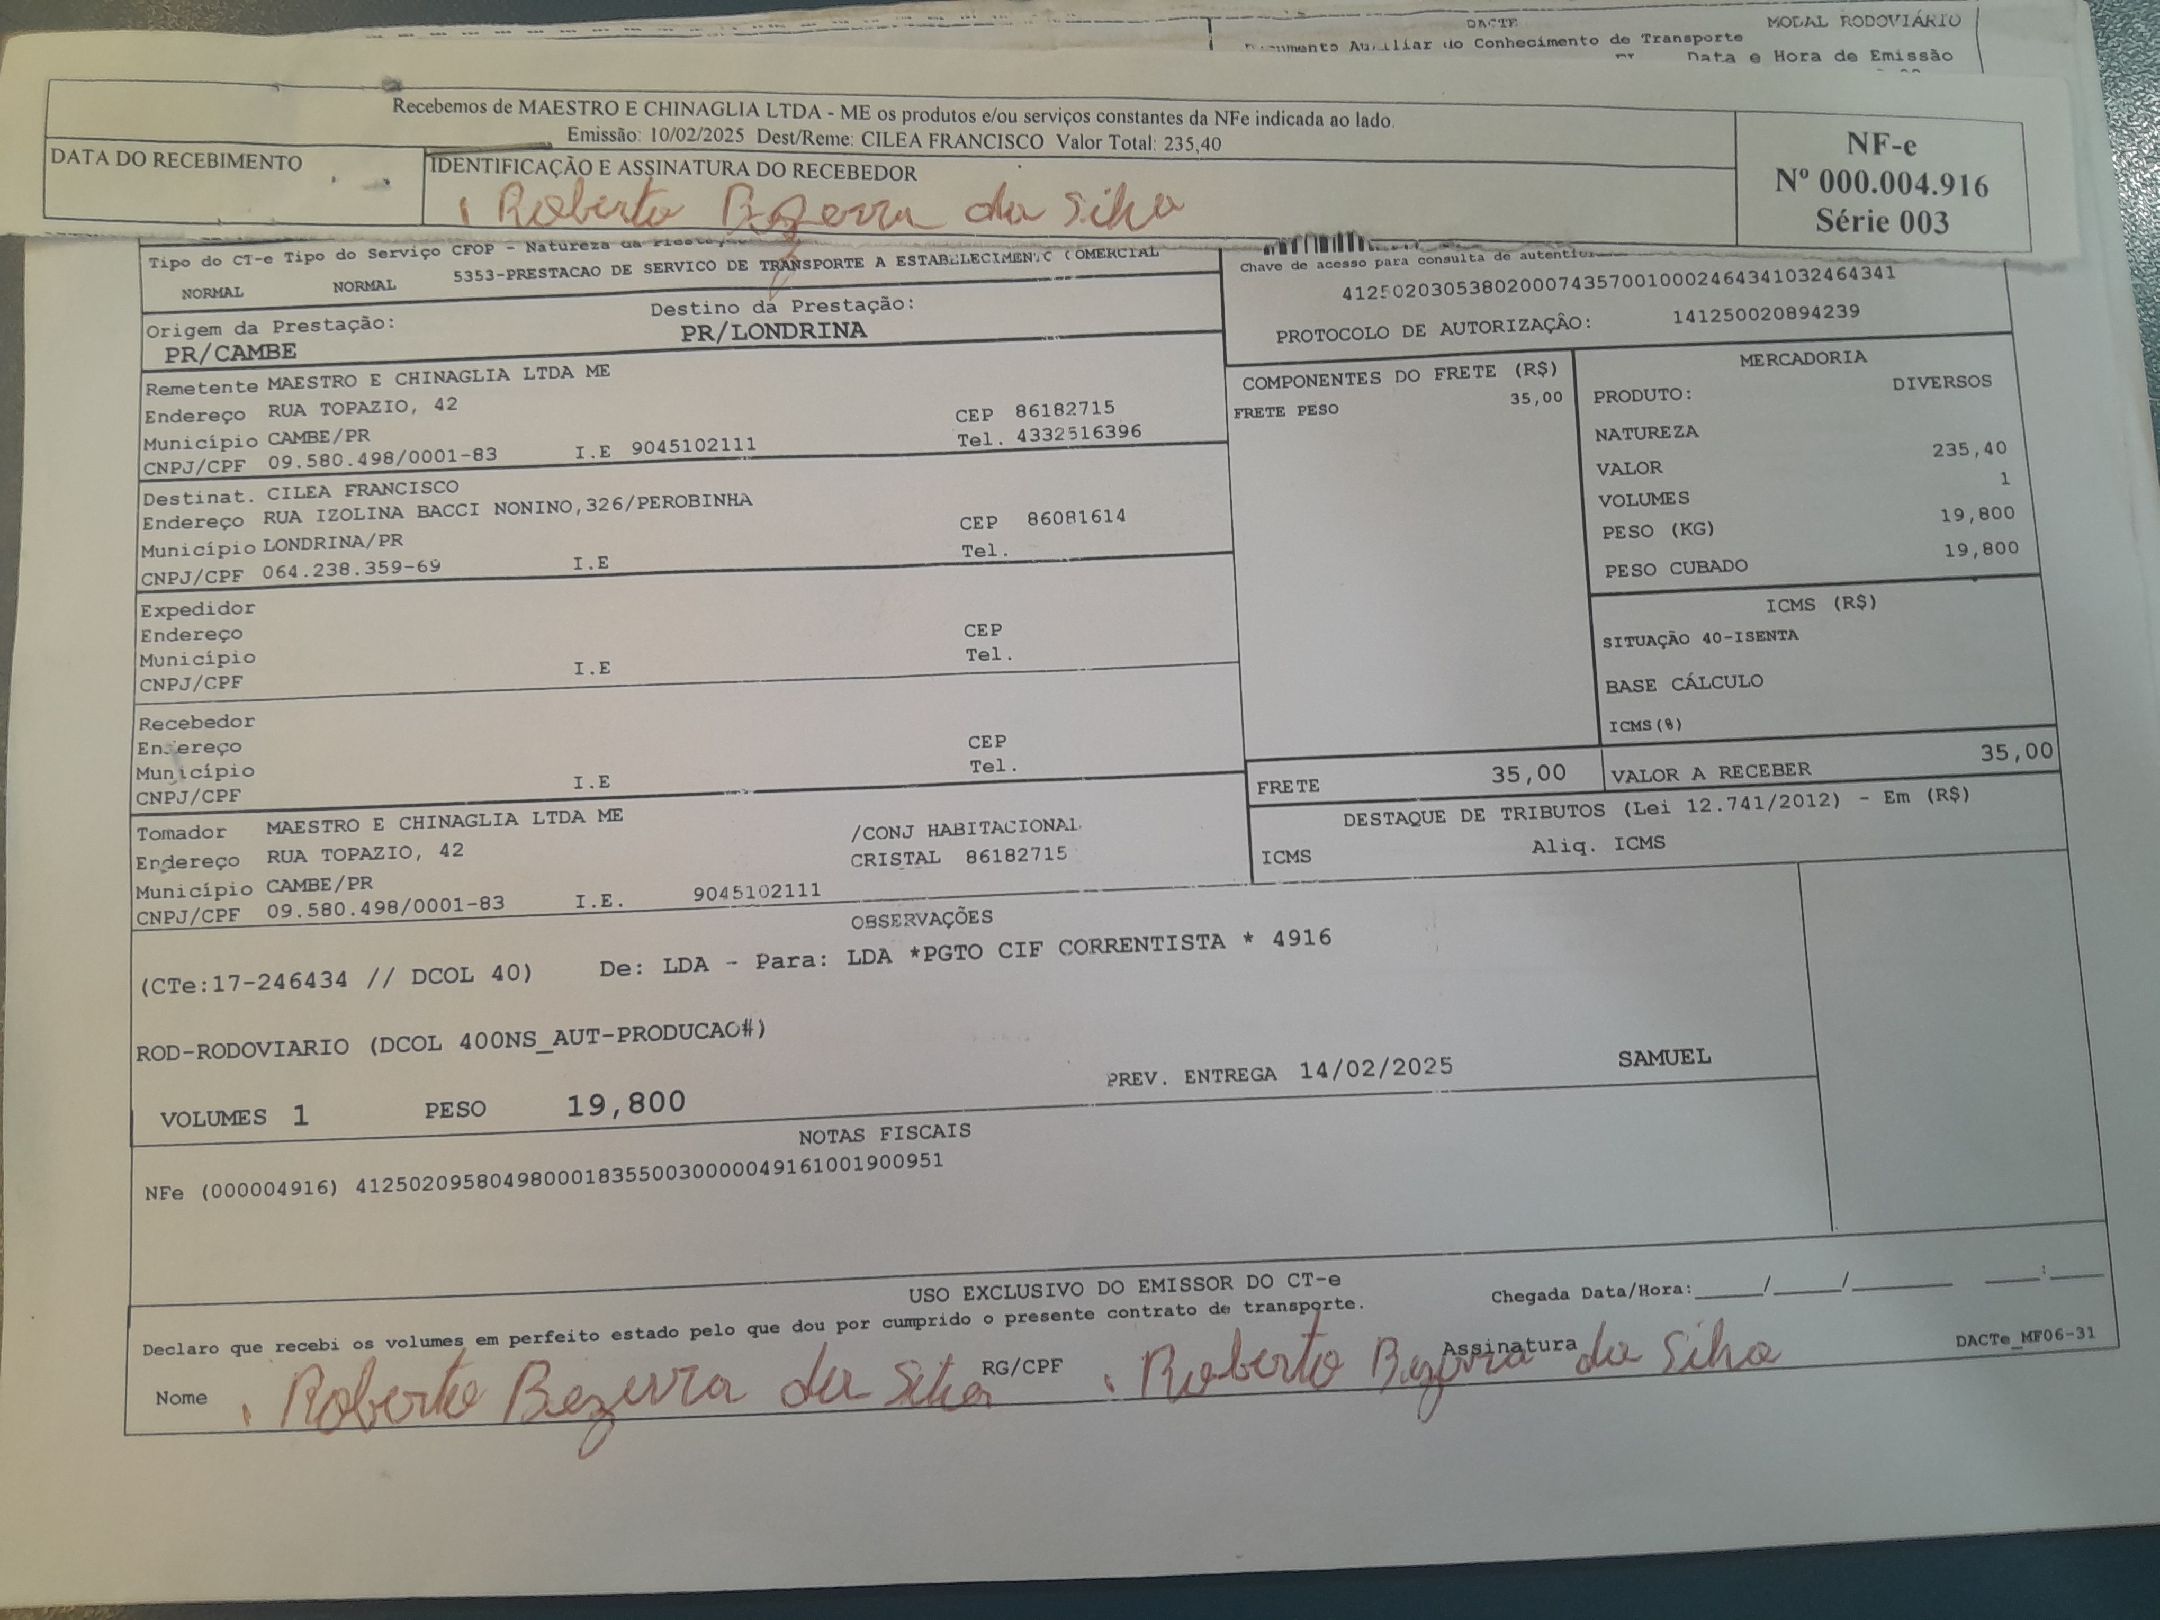 DACTE MODAL RODOVIÁRIO
Auxiliar do Conhecimento de Transporte
Data e Hora de Emissão
Recebemos de MAESTRO E CHINAGLIA LTDA - ME os produtos e/ou serviços constantes da NFe indicada ao lado.
Emissão: 10/02/2025 Dest/Reme: CILEA FRANCISCO Valor Total: 235,40
NF-e
Nº 000.004.916
Série 003
DATA DO RECEBIMENTO
IDENTIFICAÇÃO E ASSINATURA DO RECEBEDOR
Roberto Bezerra da Silva
Tipo do CT-e Tipo do Serviço CFOP - Natureza da
NORMAL NORMAL 5353-PRESTACAO DE SERVICO DE TRANSPORTE A ESTABELECIMENTO COMERCIAL
Chave de acesso para consulta de
41250203053802000743570010002464341032464341
PROTOCOLO DE AUTORIZAÇÃO: 141250020894239
Origem da Prestação: Destino da Prestação:
PR/CAMBE PR/LONDRINA
Remetente MAESTRO E CHINAGLIA LTDA ME
Endereço RUA TOPAZIO, 42 CEP 86182715
Município CAMBE/PR Tel. 4332516396
CNPJ/CPF 09.580.498/0001-83 I.E 9045102111
Destinat. CILEA FRANCISCO
Endereço RUA IZOLINA BACCI NONINO,326/PEROBINHA CEP 86081614
Município LONDRINA/PR Tel.
CNPJ/CPF 064.238.359-69 I.E
Expedidor
Endereço CEP
Município Tel.
CNPJ/CPF I.E
Recebedor
Endereço CEP
Município Tel.
CNPJ/CPF I.E
Tomador MAESTRO E CHINAGLIA LTDA ME /CONJ HABITACIONAL
Endereço RUA TOPAZIO, 42 CRISTAL 86182715
Município CAMBE/PR
CNPJ/CPF 09.580.498/0001-83 I.E. 9045102111
COMPONENTES DO FRETE (R$)
FRETE PESO 35,00
MERCADORIA
PRODUTO: DIVERSOS
NATUREZA
VALOR 235,40
VOLUMES 1
PESO (KG) 19,800
PESO CUBADO 19,800
ICMS (R$)
SITUAÇÃO 40-ISENTA
BASE CÁLCULO
ICMS(%)
FRETE 35,00 VALOR A RECEBER 35,00
DESTAQUE DE TRIBUTOS (Lei 12.741/2012) - Em (R$)
ICMS Aliq. ICMS
OBSERVAÇÕES
(CTe:17-246434 // DCOL 40) De: LDA - Para: LDA *PGTO CIF CORRENTISTA * 4916
ROD-RODOVIARIO (DCOL 400NS_AUT-PRODUCAO#)
VOLUMES 1 PESO 19,800 PREV. ENTREGA 14/02/2025 SAMUEL
NOTAS FISCAIS
NFe (000004916) 41250209580498000183550030000049161001900951
USO EXCLUSIVO DO EMISSOR DO CT-e
Declaro que recebi os volumes em perfeito estado pelo que dou por cumprido o presente contrato de transporte. Chegada Data/Hora:____/____/______ ____:____
Nome Roberto Bezerra da Silva RG/CPF Roberto Bezerra da Silva Assinatura DACTe_MF06-31